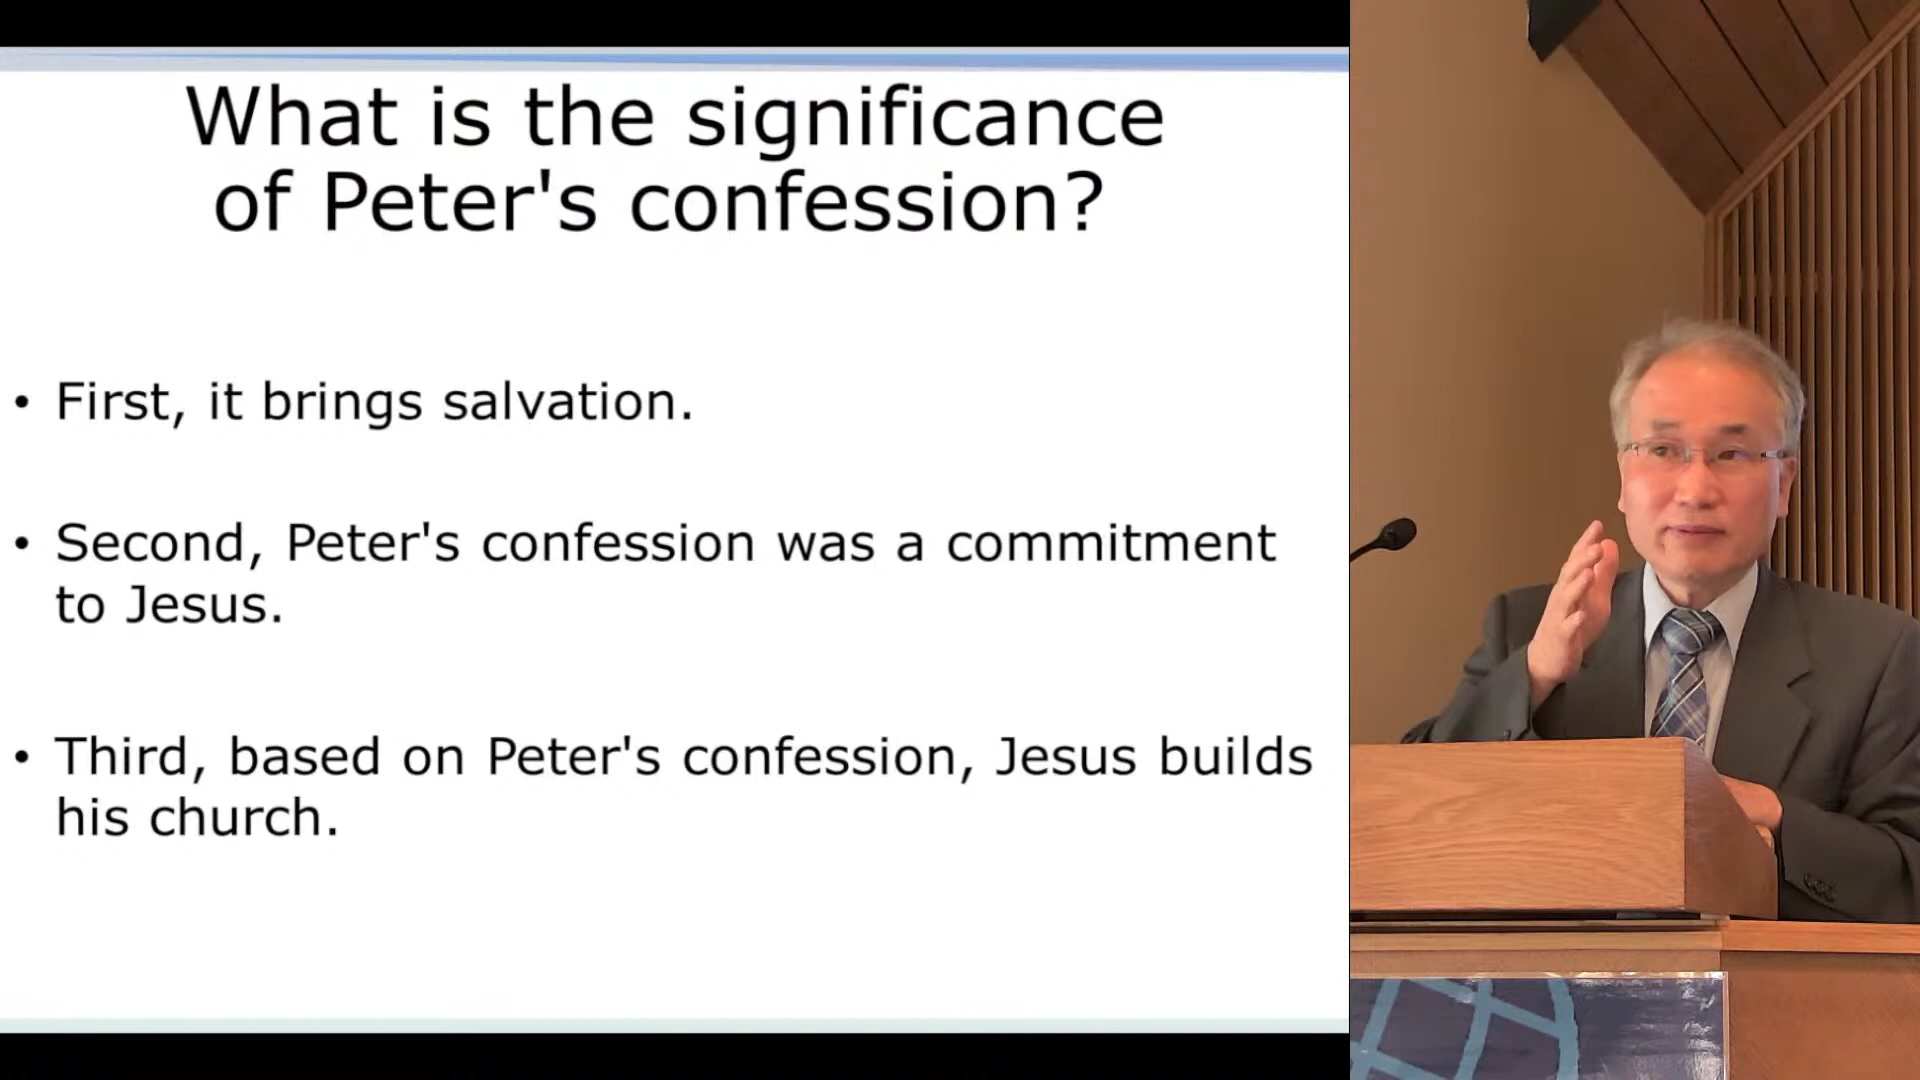 What is the significance
of Peter's confession?
• First, it brings salvation.
• Second, Peter's confession was a commitment
to Jesus.
• Third, based on Peter's confession, Jesus builds
his church.